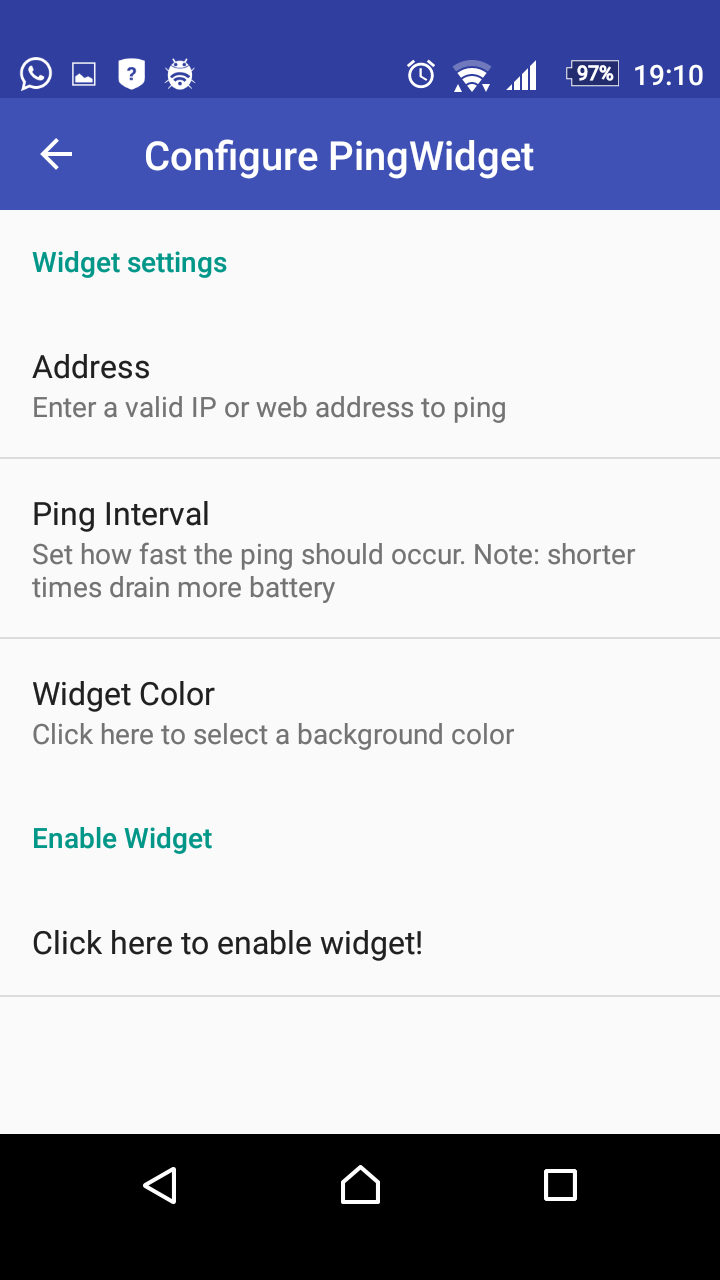 97% 19:10
Configure PingWidget
Widget settings
Address
Enter a valid IP or web address to ping
Ping Interval
Set how fast the ping should occur. Note: shorter
times drain more battery
Widget Color
Click here to select a background color
Enable Widget
Click here to enable widget!